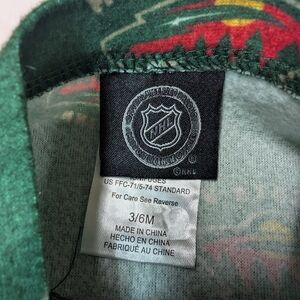 NHL
®
©NHL
US FFC-71/5-74 STANDARD
For Care See Reverse
3/6M
MADE IN CHINA
HECHO EN CHINA
FABRIQUÉ AU CHINE